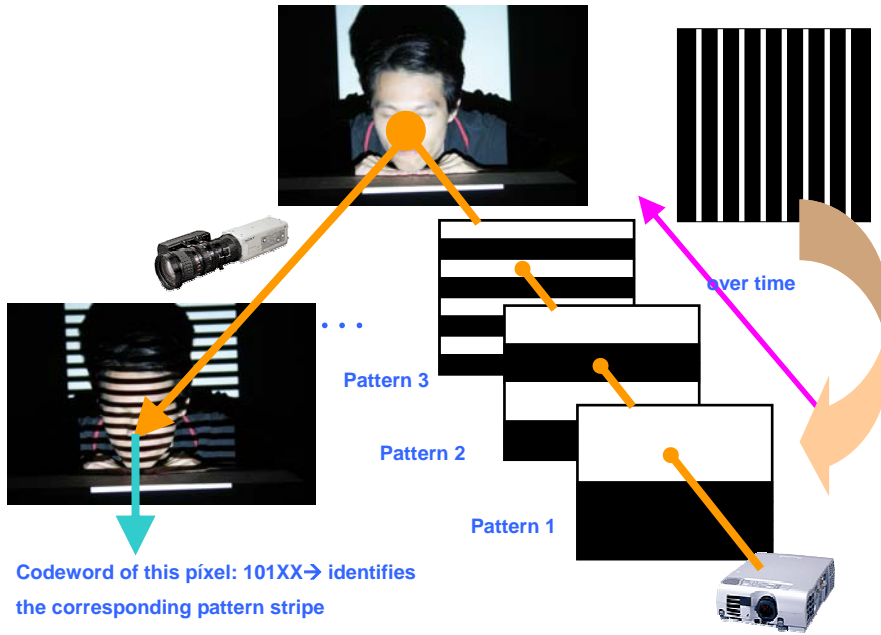 over time
. . .
Pattern 3
Pattern 2
Pattern 1
Codeword of this píxel: 101XX→ identifies
the corresponding pattern stripe